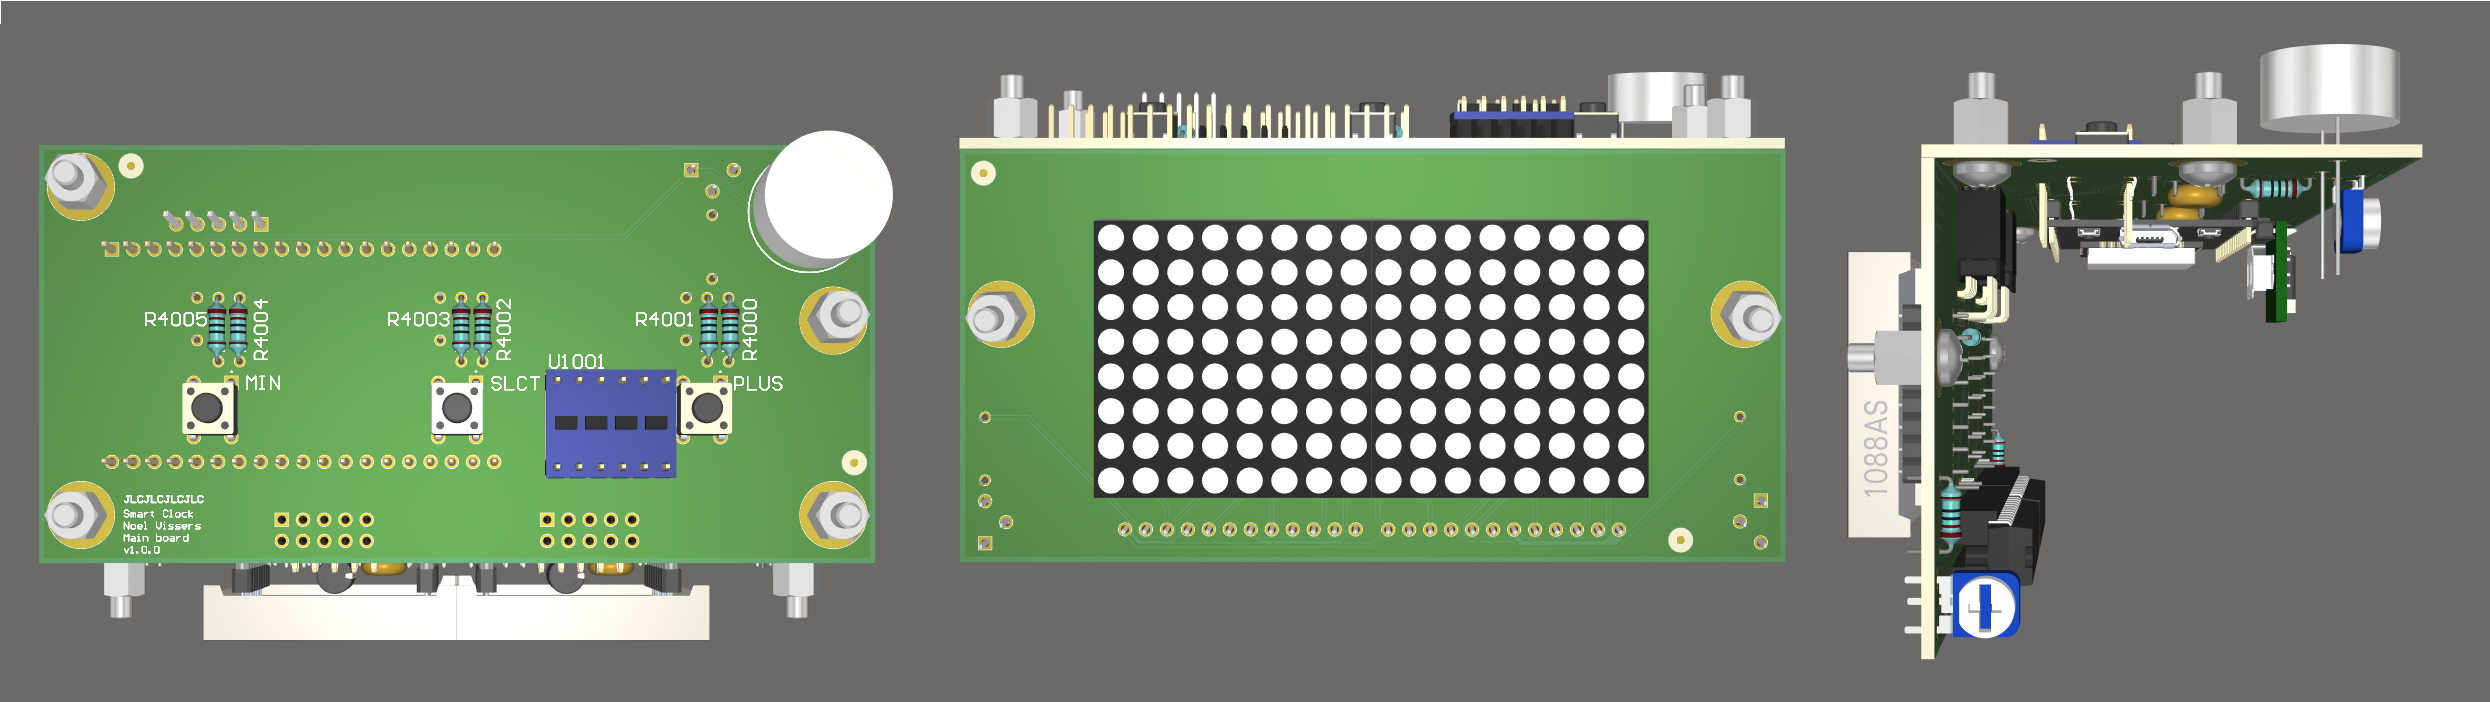 R4005
R4004
R4003
R4002
R4001
R4000
U1001
MIN
SLCT
PLUS
JLCJLCJLCJLC
Smart Clock
Noel Vissers
Main board
v1.0.0
1088AS